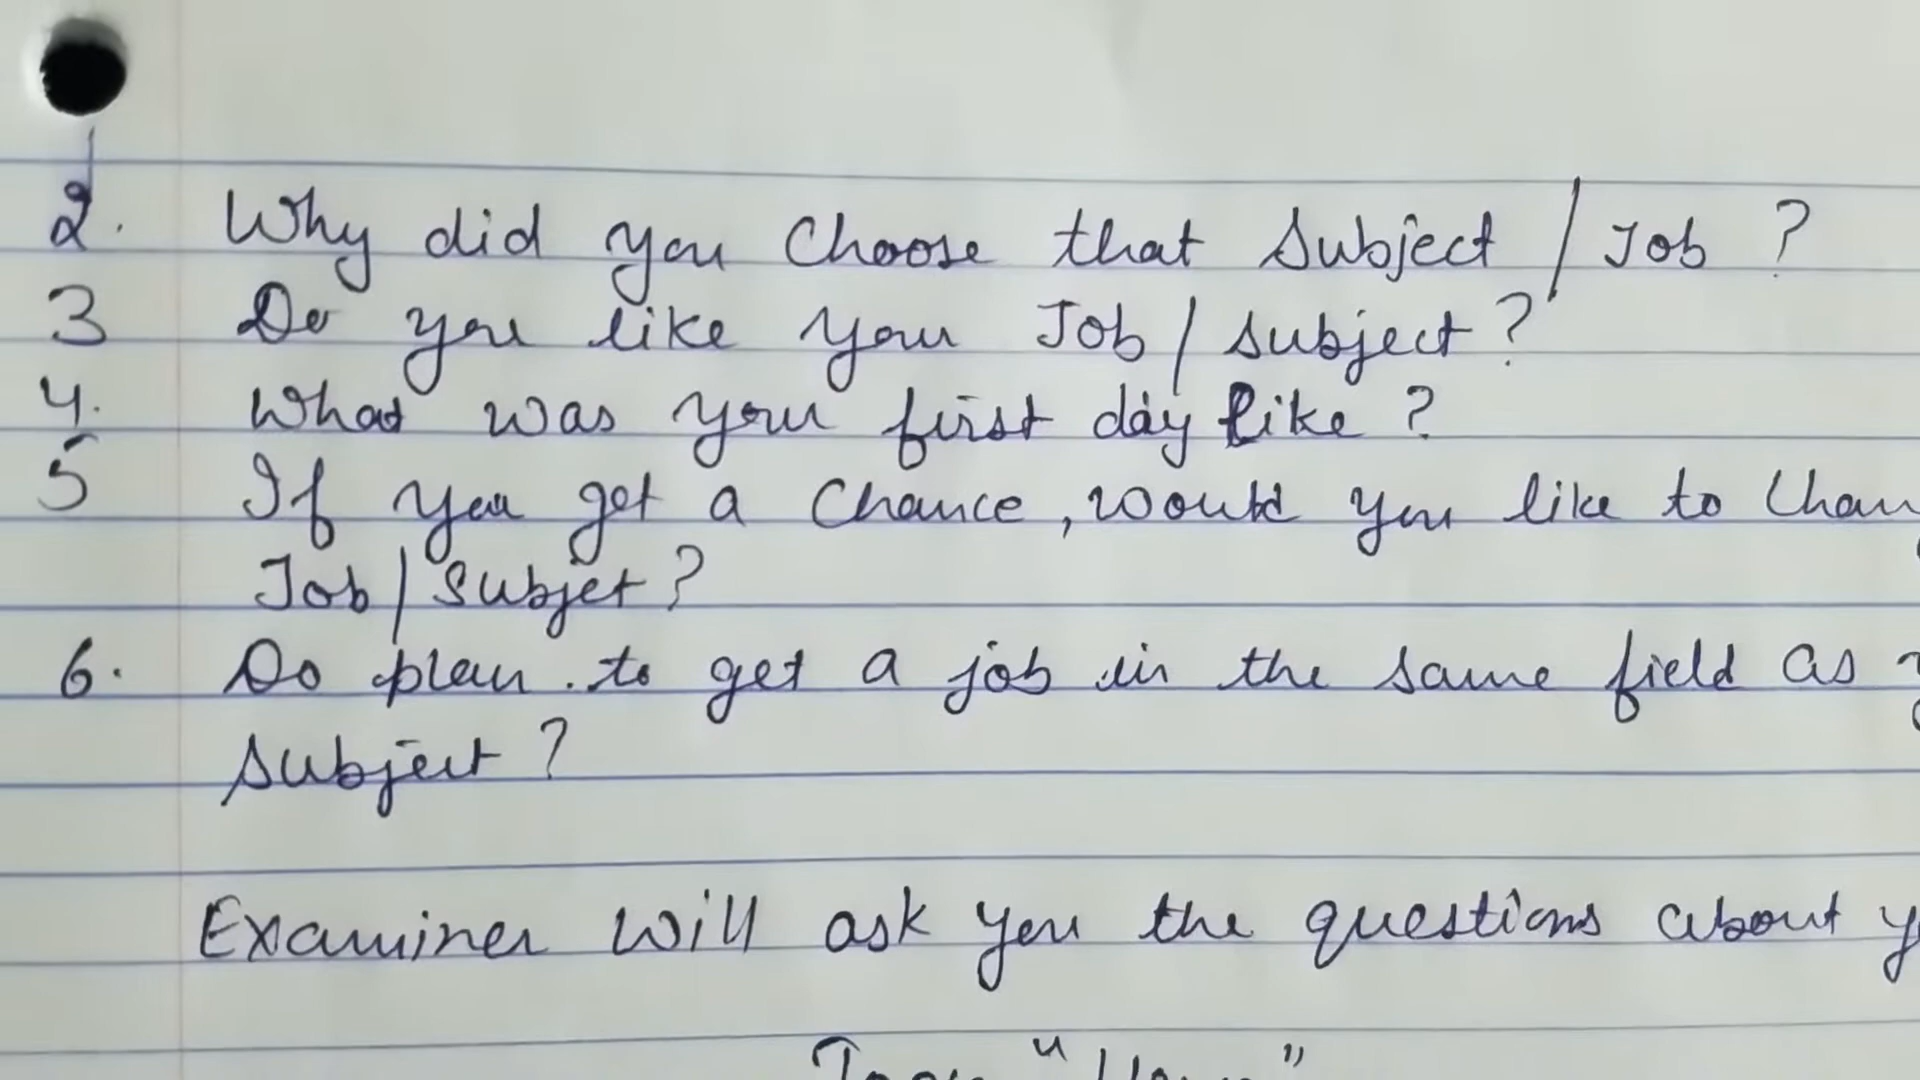 2. Why did you Choose that Subject / Job ?
3 Do you like your Job / subject ?
4. What was your first day like ?
5 If you get a Chance, would you like to Chan
Job / Subjet ?
6. Do plan . to get a job in the same field as
Subject ?
Examiner will ask you the questions about y